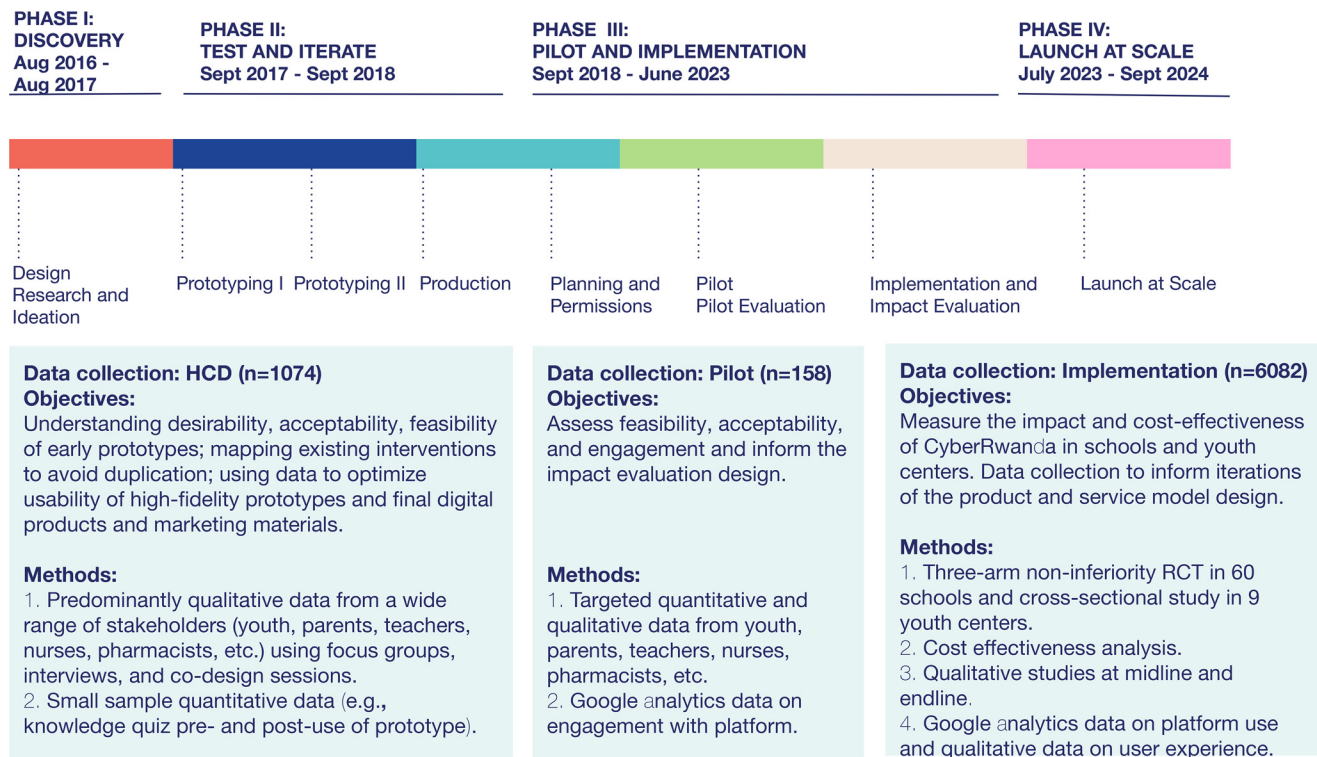 PHASE I:
DISCOVERY
Aug 2016 -
Aug 2017
PHASE II:
TEST AND ITERATE
Sept 2017 - Sept 2018
PHASE  III:
PILOT AND IMPLEMENTATION
Sept 2018 - June 2023
PHASE IV:
LAUNCH AT SCALE
July 2023 - Sept 2024
Design
Research and
Ideation
Prototyping I
Prototyping II
Production
Planning and
Permissions
Pilot
Pilot Evaluation
Implementation and
Impact Evaluation
Launch at Scale
Data collection: HCD (n=1074)
Objectives:
Understanding desirability, acceptability, feasibility
of early prototypes; mapping existing interventions
to avoid duplication; using data to optimize
usability of high-fidelity prototypes and final digital
products and marketing materials.
Methods:
1. Predominantly qualitative data from a wide
range of stakeholders (youth, parents, teachers,
nurses, pharmacists, etc.) using focus groups,
interviews, and co-design sessions.
2. Small sample quantitative data (e.g.,
knowledge quiz pre- and post-use of prototype).
Data collection: Pilot (n=158)
Objectives:
Assess feasibility, acceptability,
and engagement and inform the
impact evaluation design.
Methods:
1. Targeted quantitative and
qualitative data from youth,
parents, teachers, nurses,
pharmacists, etc.
2. Google analytics data on
engagement with platform.
Data collection: Implementation (n=6082)
Objectives:
Measure the impact and cost-effectiveness
of CyberRwanda in schools and youth
centers. Data collection to inform iterations
of the product and service model design.
Methods:
1. Three-arm non-inferiority RCT in 60
schools and cross-sectional study in 9
youth centers.
2. Cost effectiveness analysis.
3. Qualitative studies at midline and
endline.
4. Google analytics data on platform use
and qualitative data on user experience.